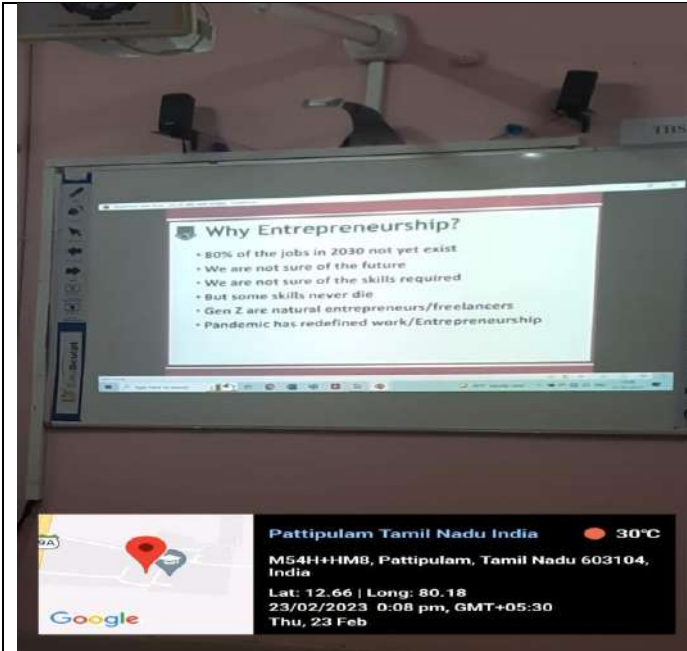 THS
Why Entrepreneurship?
• 80% of the jobs in 2030 not yet exist
• We are not sure of the future
• We are not sure of the skills required
• But some skills never die
• Gen Z are natural entrepreneurs/freelancers
• Pandemic has redefined work/Entrepreneurship
9A
Google
Pattipulam Tamil Nadu India
30°C
M54H+HM8, Pattipulam, Tamil Nadu 603104,
India
Lat: 12.66 | Long: 80.18
23/02/2023 0:08 pm, GMT+05:30
Thu, 23 Feb